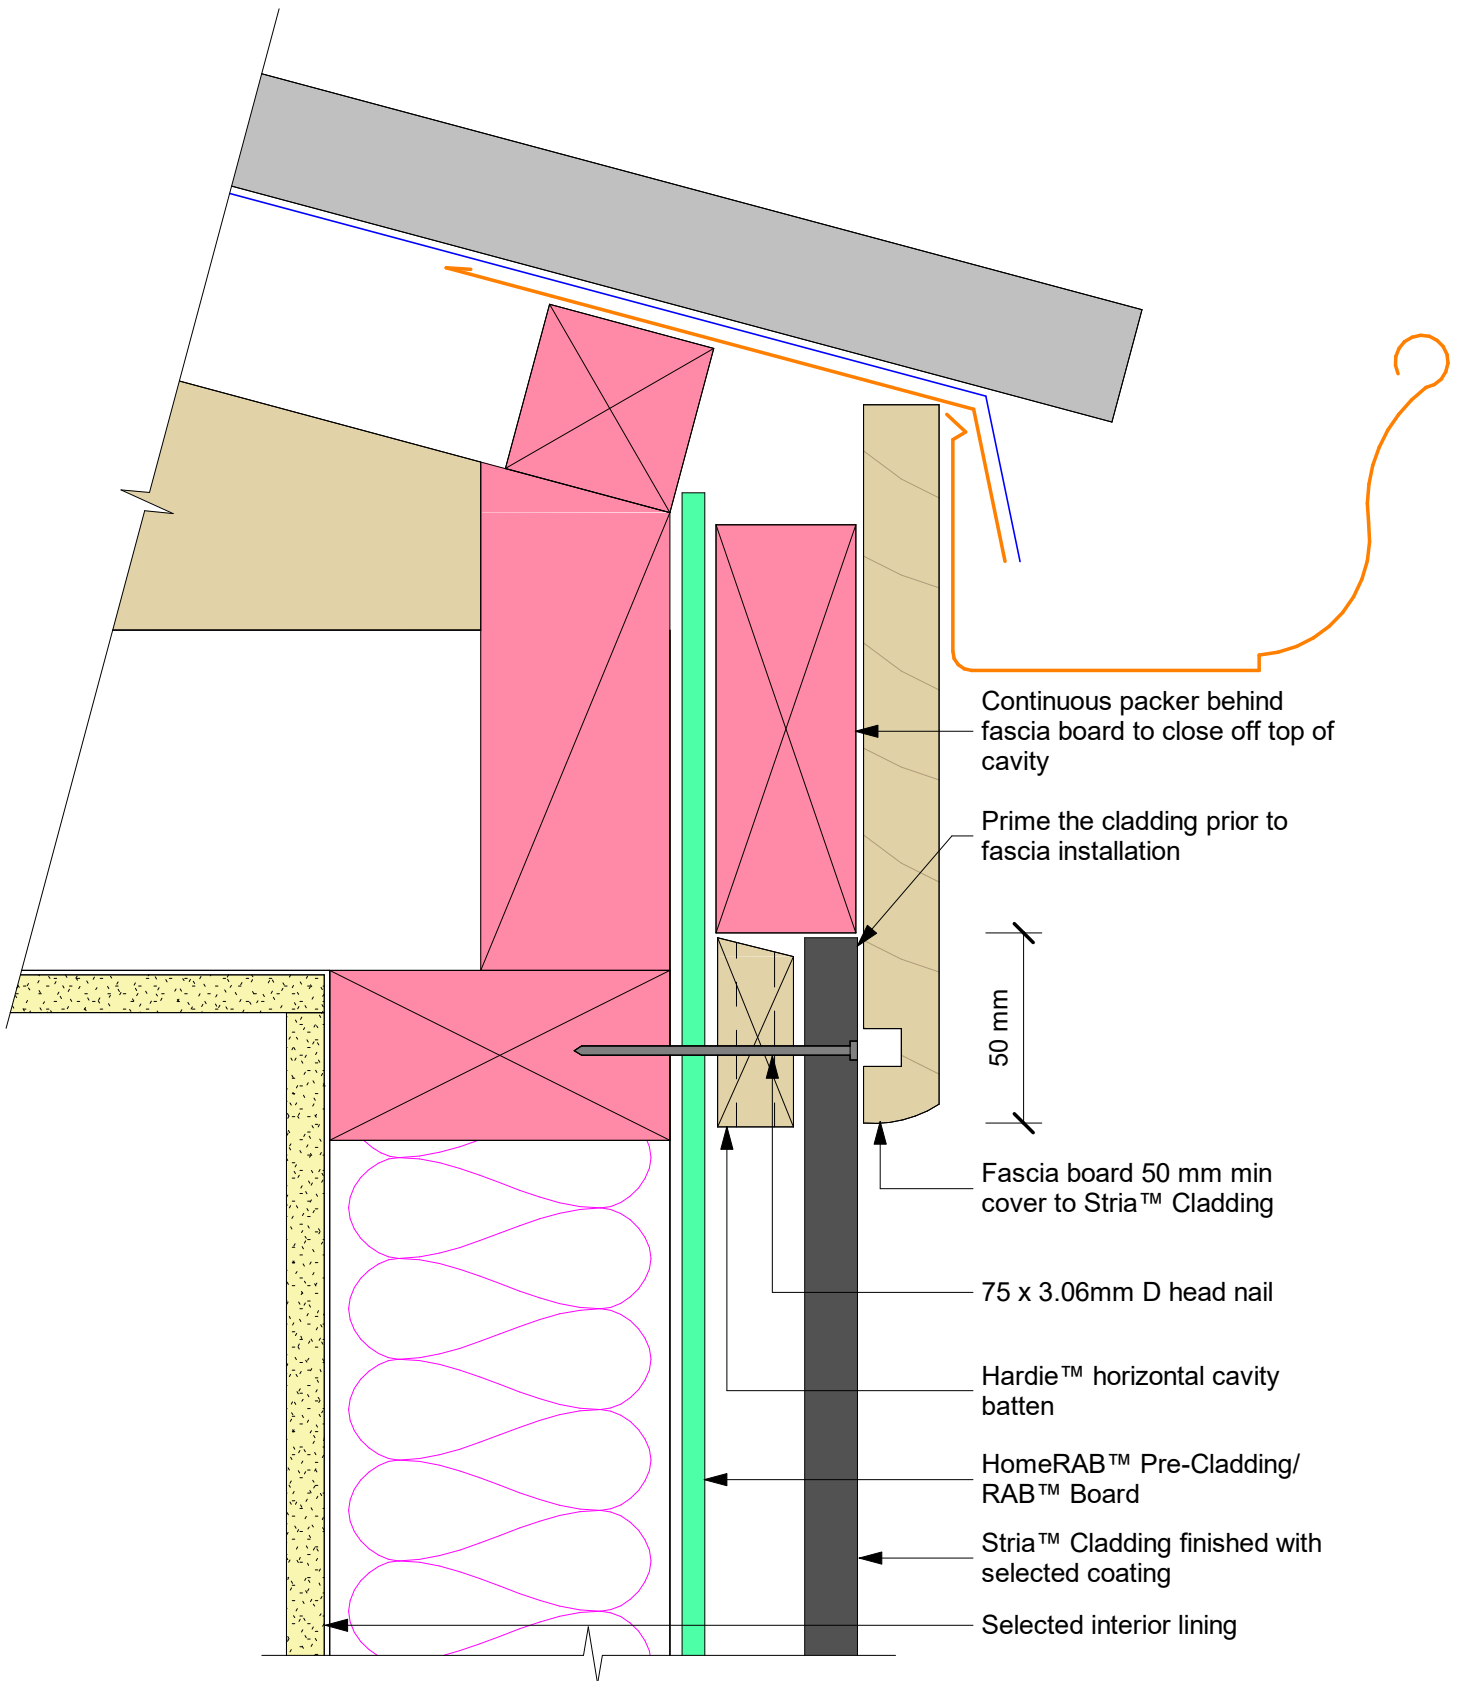 Continuous packer behind
fascia board to close off top of
cavity
Prime the cladding prior to
fascia installation
50 mm
Fascia board 50 mm min
cover to Stria™ Cladding
75 x 3.06mm D head nail
Hardie™ horizontal cavity
batten
HomeRAB™ Pre-Cladding/
RAB™ Board
Stria™ Cladding finished with
selected coating
Selected interior lining